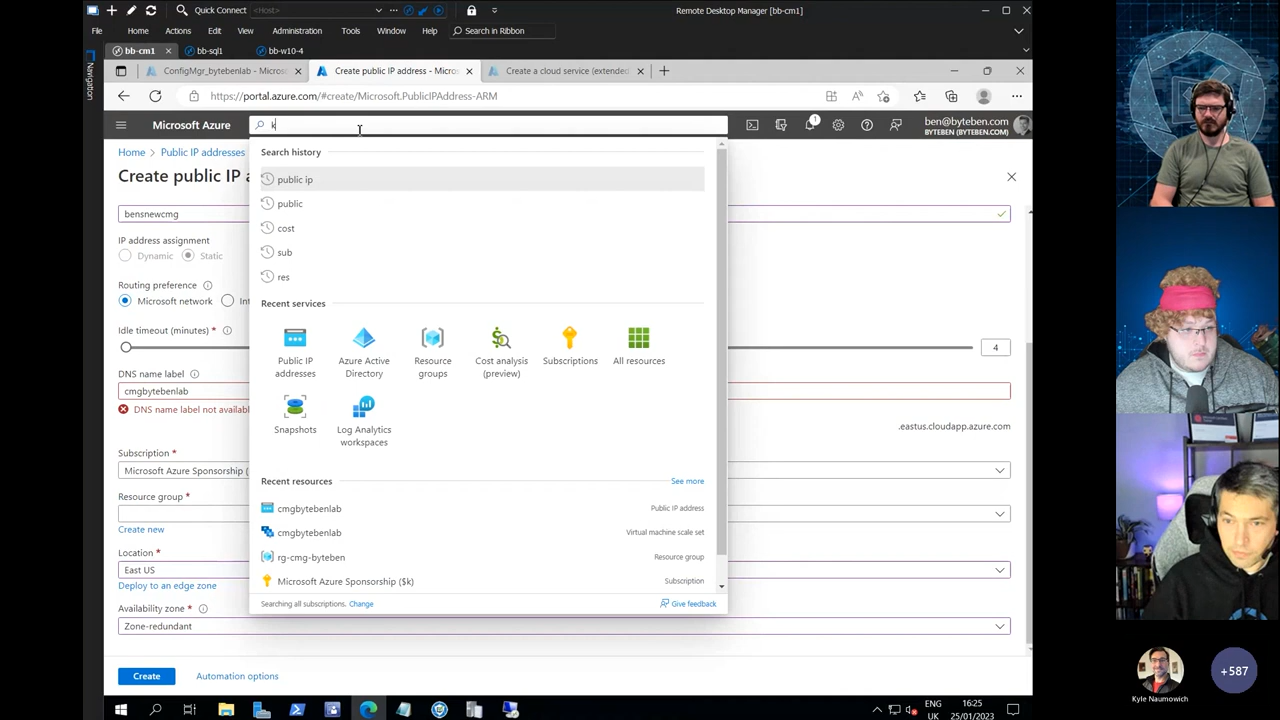 Quick Connect
<Host>
Remote Desktop Manager [bb-cm1]
File
Edit
View
Administration
Tools
Window
Help
Search in Ribbon
bb-cm1
bb-sql1
bb-w10-4
Navigation
ConfigMgr_bytebenlab - Microso
Create public IP address - Micros
Create a cloud service (extended
https://portal.azure.com/#create/Microsoft.PublicIPAddress-ARM
Microsoft Azure
k
1
ben@byteben.com
BYTEBEN (BYTEBEN.COM)
Home > Public IP addresses
Create public IP a
Search history
public ip
public
cost
sub
res
bensnewcmg
IP address assignment
Dynamic
Static
Routing preference
Microsoft network
Int
Idle timeout (minutes) *
4
DNS name label
cmgbytebenlab
DNS name label not availabl
.eastus.cloudapp.azure.com
Subscription *
Microsoft Azure Sponsorship (
Resource group *
Create new
Location *
East US
Deploy to an edge zone
Availability zone *
Zone-redundant
Recent services
Public IP addresses
Azure Active Directory
Resource groups
Cost analysis (preview)
Subscriptions
All resources
Snapshots
Log Analytics workspaces
Recent resources
See more
cmgbytebenlab
Public IP address
cmgbytebenlab
Virtual machine scale set
rg-cmg-byteben
Resource group
Microsoft Azure Sponsorship ($k)
Subscription
Searching all subscriptions. Change
Give feedback
Create
Automation options
ENG
UK
16:25
25/01/2023
Kyle Naumowich
+587